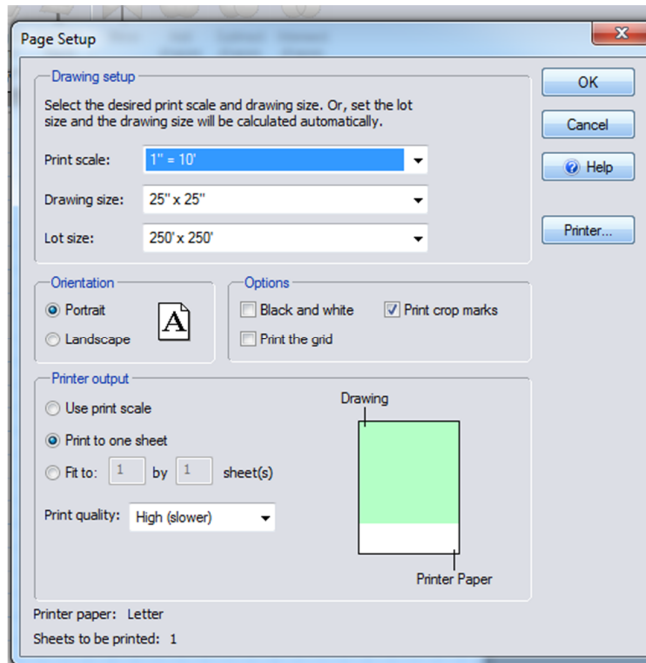 Page Setup
Drawing setup
Select the desired print scale and drawing size. Or, set the lot
size and the drawing size will be calculated automatically.
Print scale: 1" = 10'
Drawing size: 25" x 25"
Lot size: 250' x 250'
OK
Cancel
Help
Printer...
Orientation
Portrait
Landscape
A
Options
Black and white
Print crop marks
Print the grid
Printer output
Use print scale
Print to one sheet
Fit to: 1 by 1 sheet(s)
Print quality: High (slower)
Drawing
Printer Paper
Printer paper: Letter
Sheets to be printed: 1